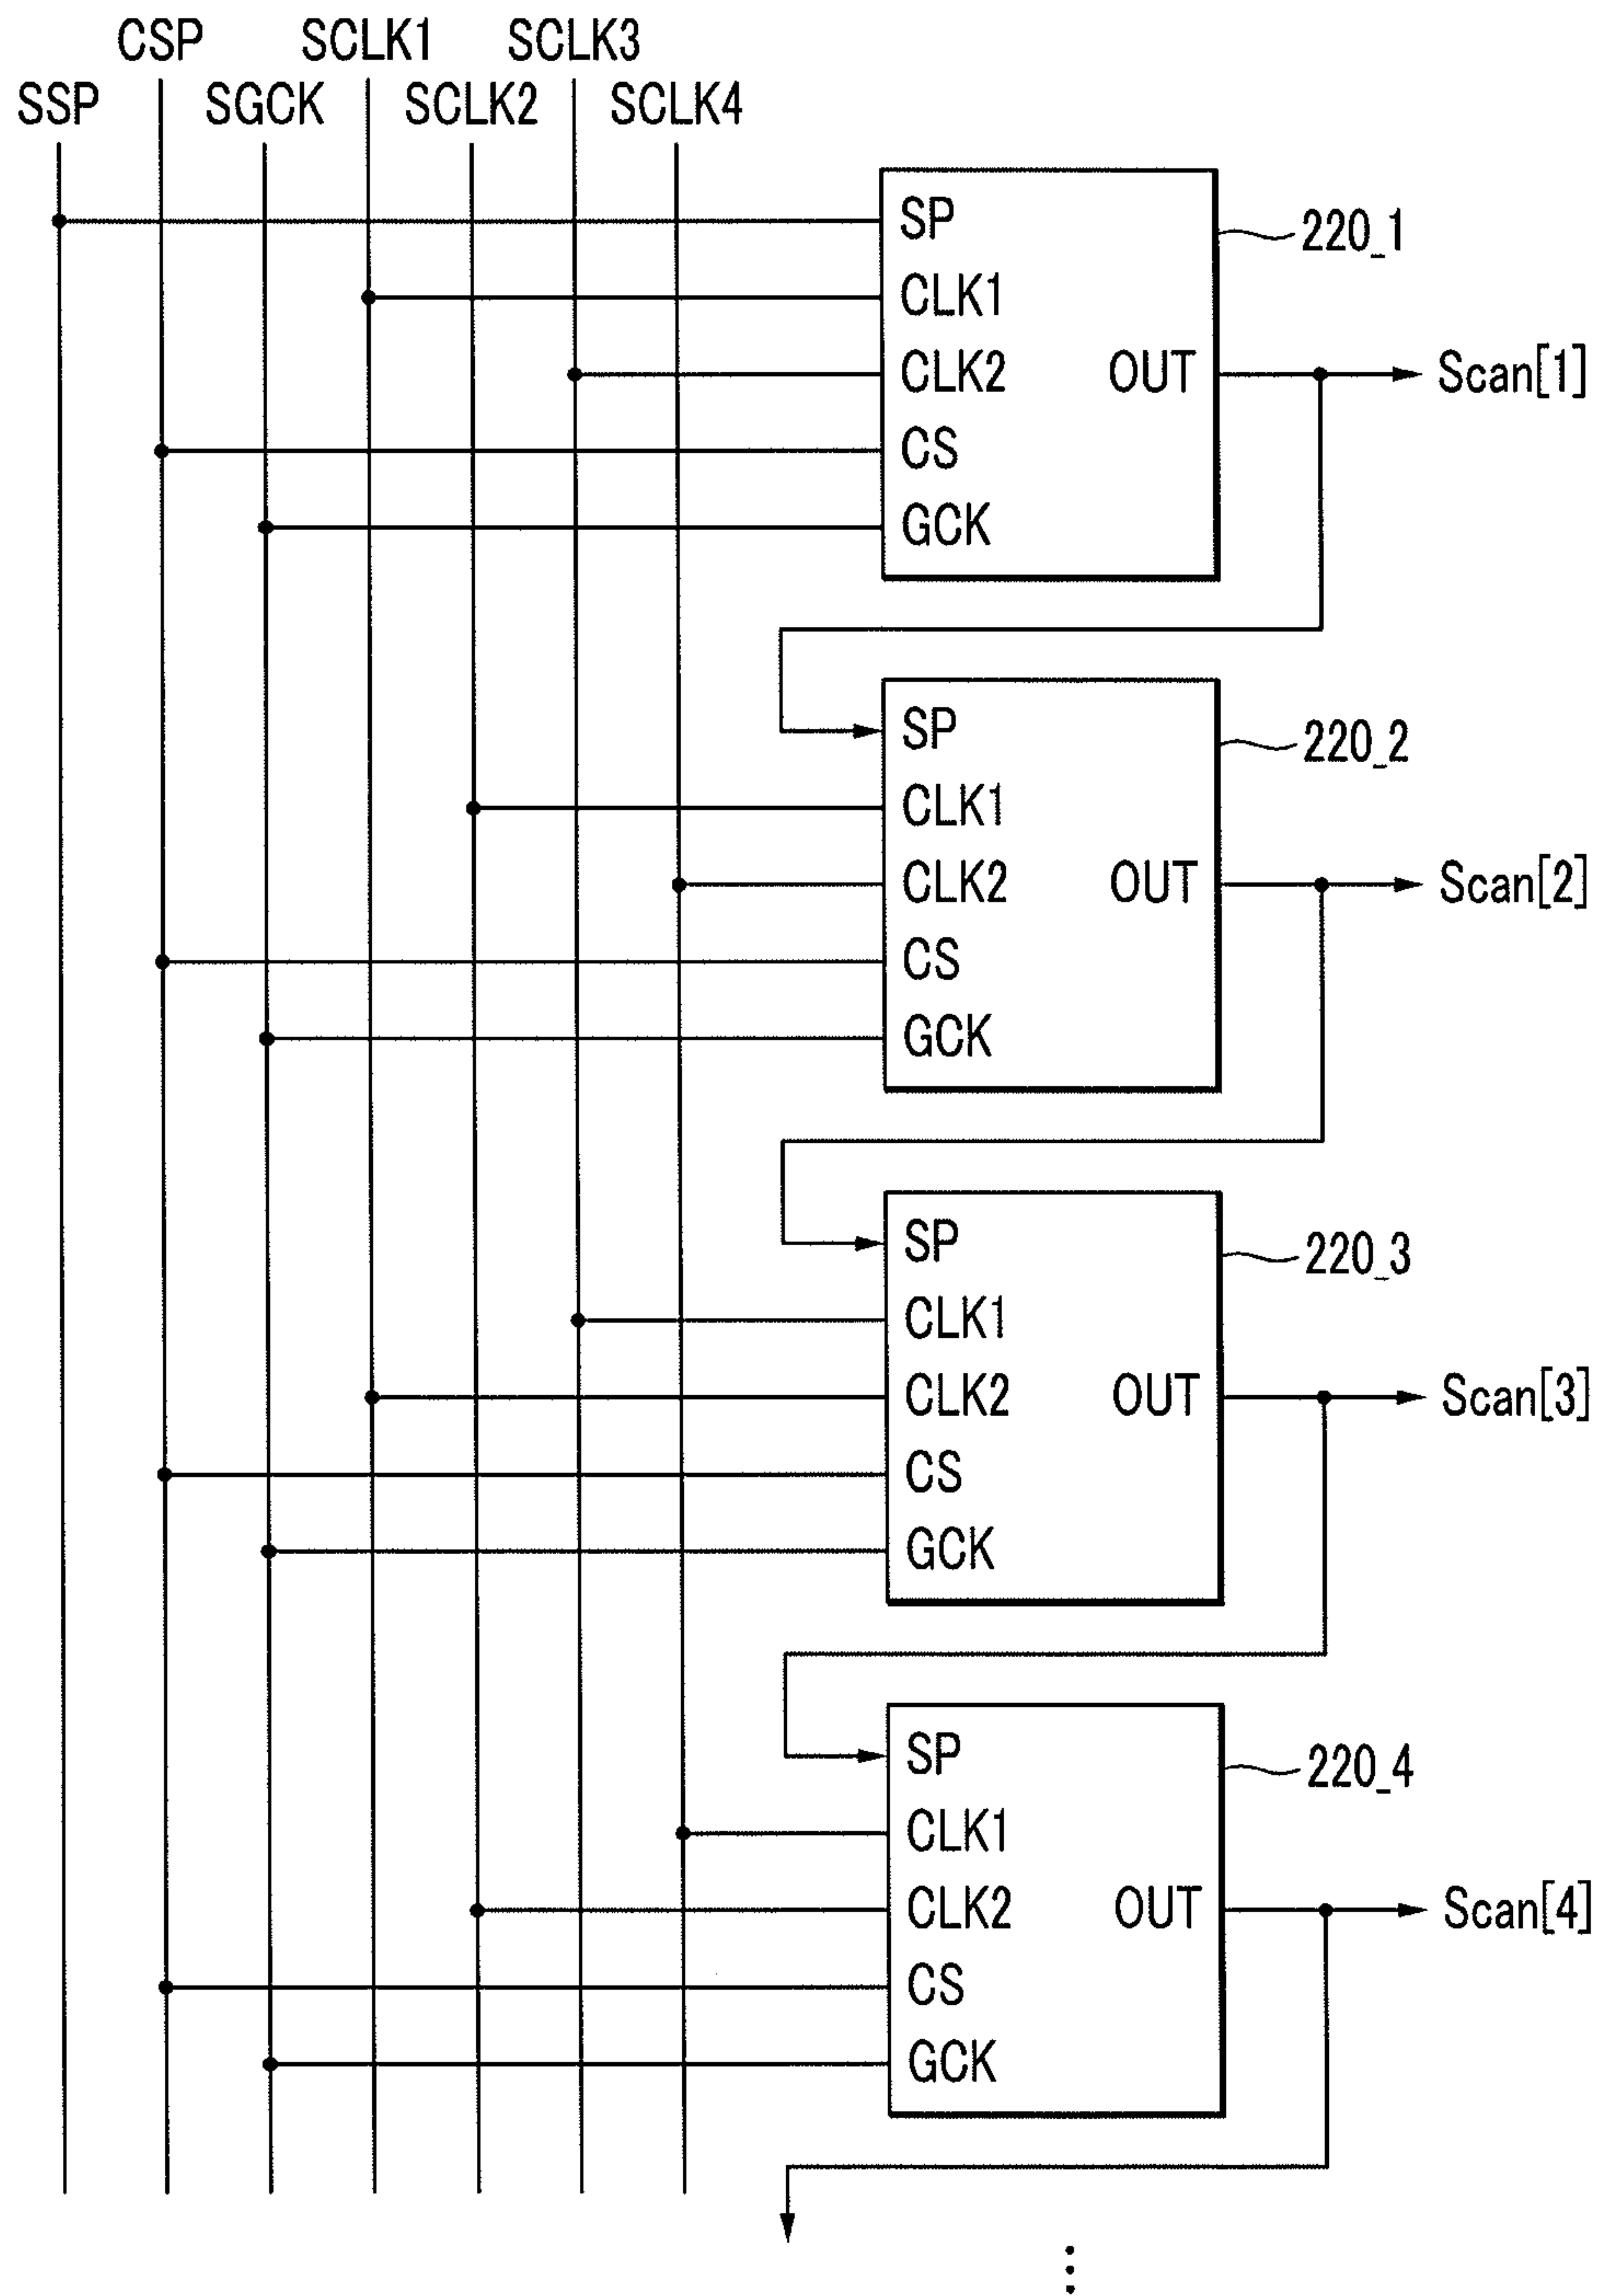 CSP SCLK1 SCLK3
SSP SGCK SCLK2 SCLK4
SP
220_1
CLK1
CLK2 OUT Scan[1]
CS
GCK
SP
220_2
CLK1
CLK2 OUT Scan[2]
CS
GCK
SP
220_3
CLK1
CLK2 OUT Scan[3]
CS
GCK
SP
220_4
CLK1
CLK2 OUT Scan[4]
CS
GCK